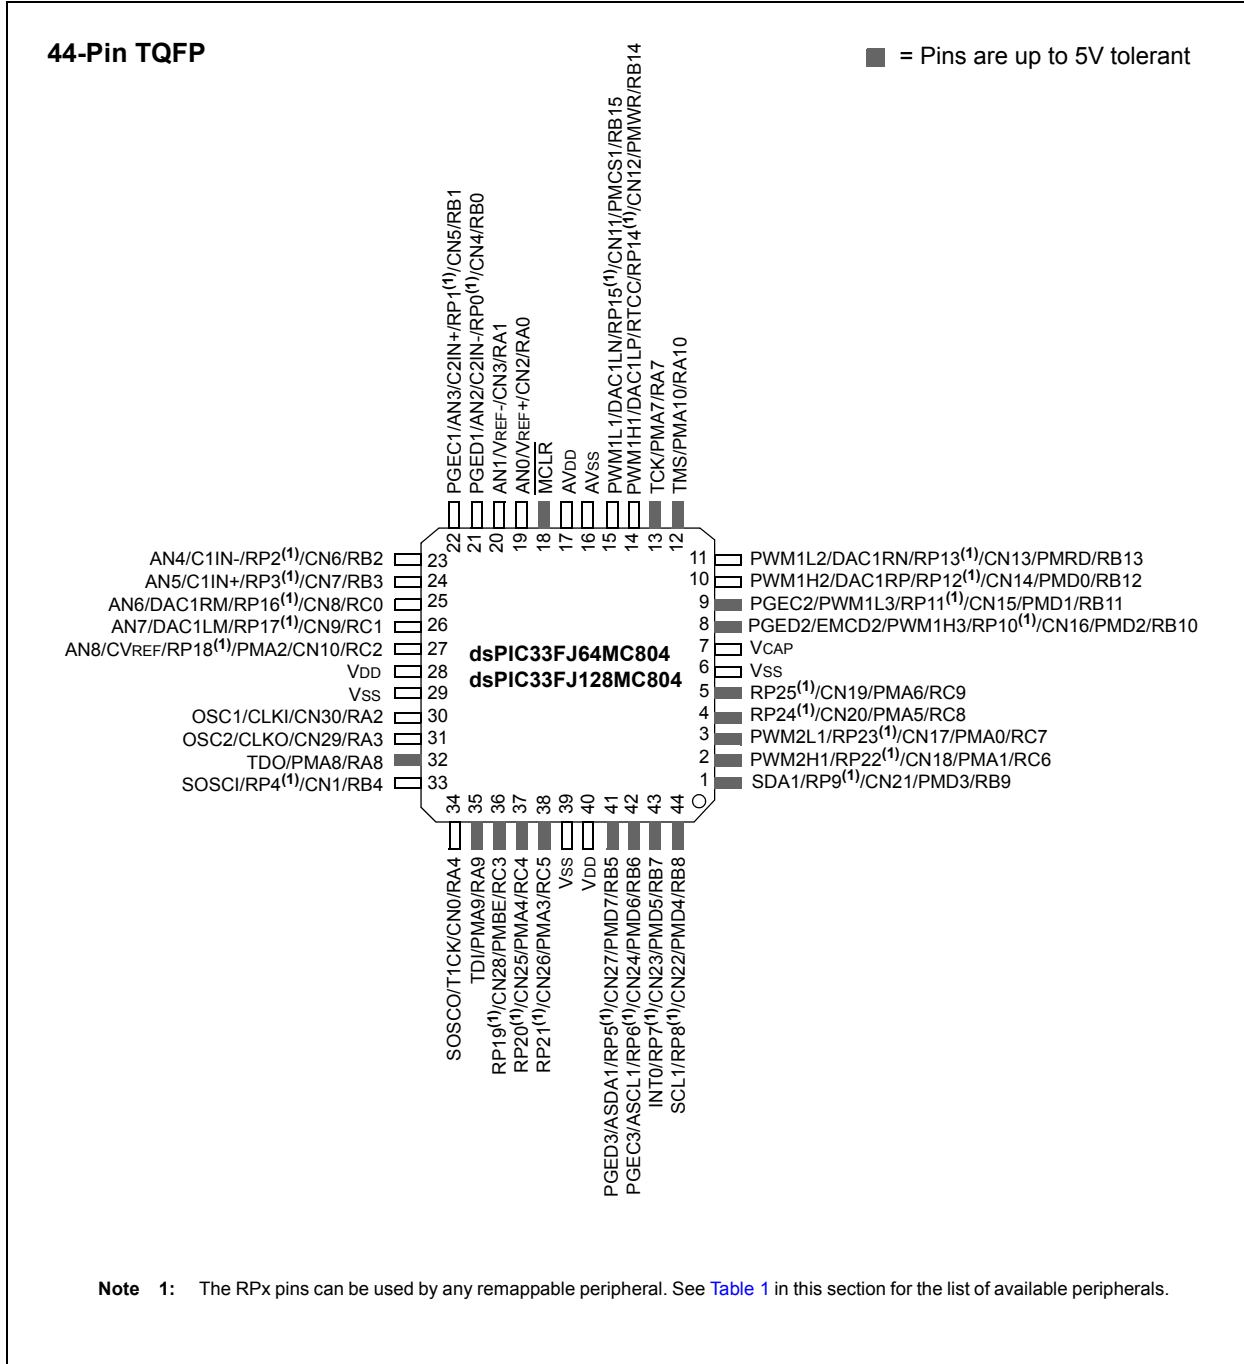 44-Pin TQFP
= Pins are up to 5V tolerant
PGEC1/AN3/C2IN+/RP1(1)/CN5/RB1
PGED1/AN2/C2IN-/RP0(1)/CN4/RB0
AN1/VREF-/CN3/RA1
AN0/VREF+/CN2/RA0
MCLR
AVDD
AVSS
PWM1L1/DAC1LN/RP15(1)/CN11/PMCS1/RB15
PWM1H1/DAC1LP/RTCC/RP14(1)/CN12/PMWR/RB14
TCK/PMA7/RA7
TMS/PMA10/RA10
22 21 20 19 18 17 16 15 14 13 12
AN4/C1IN-/RP2(1)/CN6/RB2 23
AN5/C1IN+/RP3(1)/CN7/RB3 24
AN6/DAC1RM/RP16(1)/CN8/RC0 25
AN7/DAC1LM/RP17(1)/CN9/RC1 26
AN8/CVREF/RP18(1)/PMA2/CN10/RC2 27
VDD 28
VSS 29
OSC1/CLKI/CN30/RA2 30
OSC2/CLKO/CN29/RA3 31
TDO/PMA8/RA8 32
SOSCI/RP4(1)/CN1/RB4 33
dsPIC33FJ64MC804
dsPIC33FJ128MC804
11 PWM1L2/DAC1RN/RP13(1)/CN13/PMRD/RB13
10 PWM1H2/DAC1RP/RP12(1)/CN14/PMD0/RB12
9 PGEC2/PWM1L3/RP11(1)/CN15/PMD1/RB11
8 PGED2/EMCD2/PWM1H3/RP10(1)/CN16/PMD2/RB10
7 VCAP
6 VSS
5 RP25(1)/CN19/PMA6/RC9
4 RP24(1)/CN20/PMA5/RC8
3 PWM2L1/RP23(1)/CN17/PMA0/RC7
2 PWM2H1/RP22(1)/CN18/PMA1/RC6
1 SDA1/RP9(1)/CN21/PMD3/RB9
34 35 36 37 38 39 40 41 42 43 44
SOSCO/T1CK/CN0/RA4
TDI/PMA9/RA9
RP19(1)/CN28/PMBE/RC3
RP20(1)/CN25/PMA4/RC4
RP21(1)/CN26/PMA3/RC5
VSS
VDD
PGED3/ASDA1/RP5(1)/CN27/PMD7/RB5
PGEC3/ASCL1/RP6(1)/CN24/PMD6/RB6
INT0/RP7(1)/CN23/PMD5/RB7
SCL1/RP8(1)/CN22/PMD4/RB8
Note 1: The RPx pins can be used by any remappable peripheral. See Table 1 in this section for the list of available peripherals.